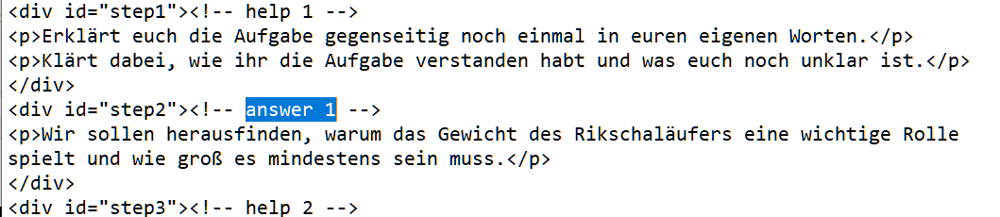 <div id="step1"><!-- help 1 -->
<p>Erklärt euch die Aufgabe gegenseitig noch einmal in euren eigenen Worten.</p>
<p>Klärt dabei, wie ihr die Aufgabe verstanden habt und was euch noch unklar ist.</p>
</div>
<div id="step2"><!-- answer 1 -->
<p>Wir sollen herausfinden, warum das Gewicht des Rikschaläufers eine wichtige Rolle
spielt und wie groß es mindestens sein muss.</p>
</div>
<div id="step3"><!-- help 2 -->